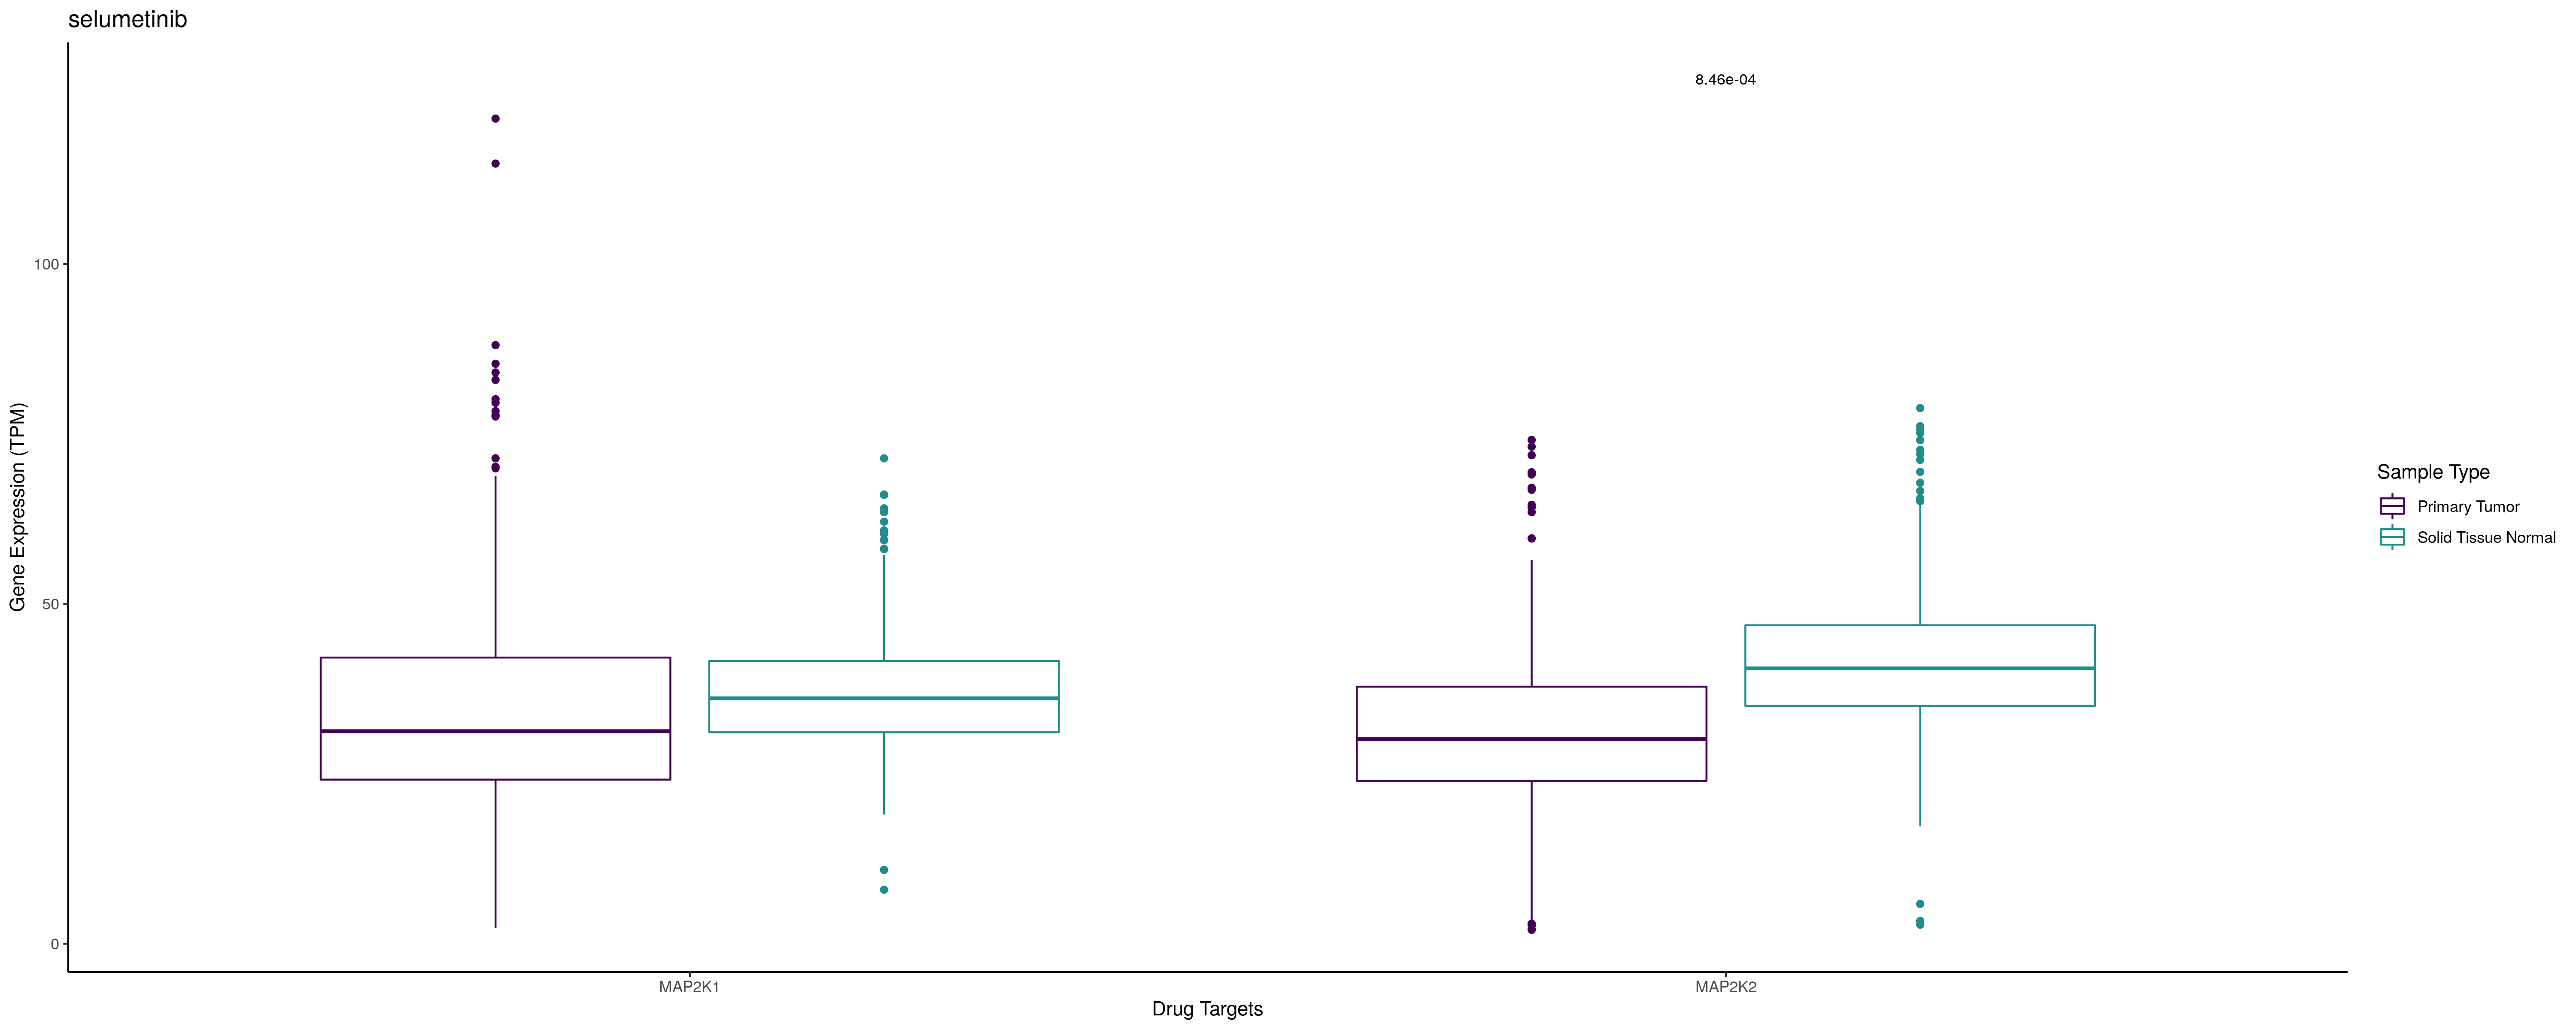 selumetinib
8.46e-04
100
50
0
Gene Expression (TPM)
MAP2K1
MAP2K2
Drug Targets
Sample Type
Primary Tumor
Solid Tissue Normal